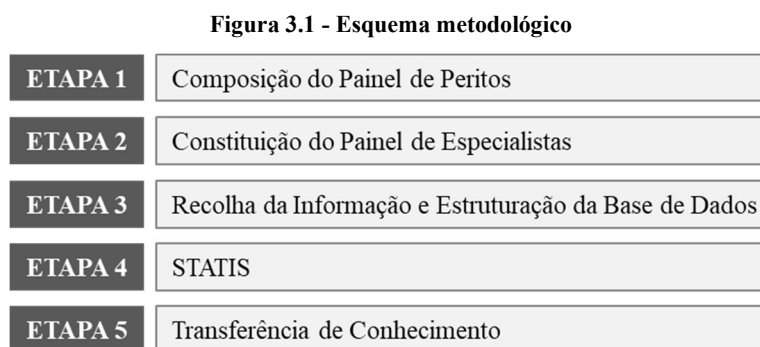 Figura 3.1 - Esquema metodológico
ETAPA 1 Composição do Painel de Peritos
ETAPA 2 Constituição do Painel de Especialistas
ETAPA 3 Recolha da Informação e Estruturação da Base de Dados
ETAPA 4 STATIS
ETAPA 5 Transferência de Conhecimento